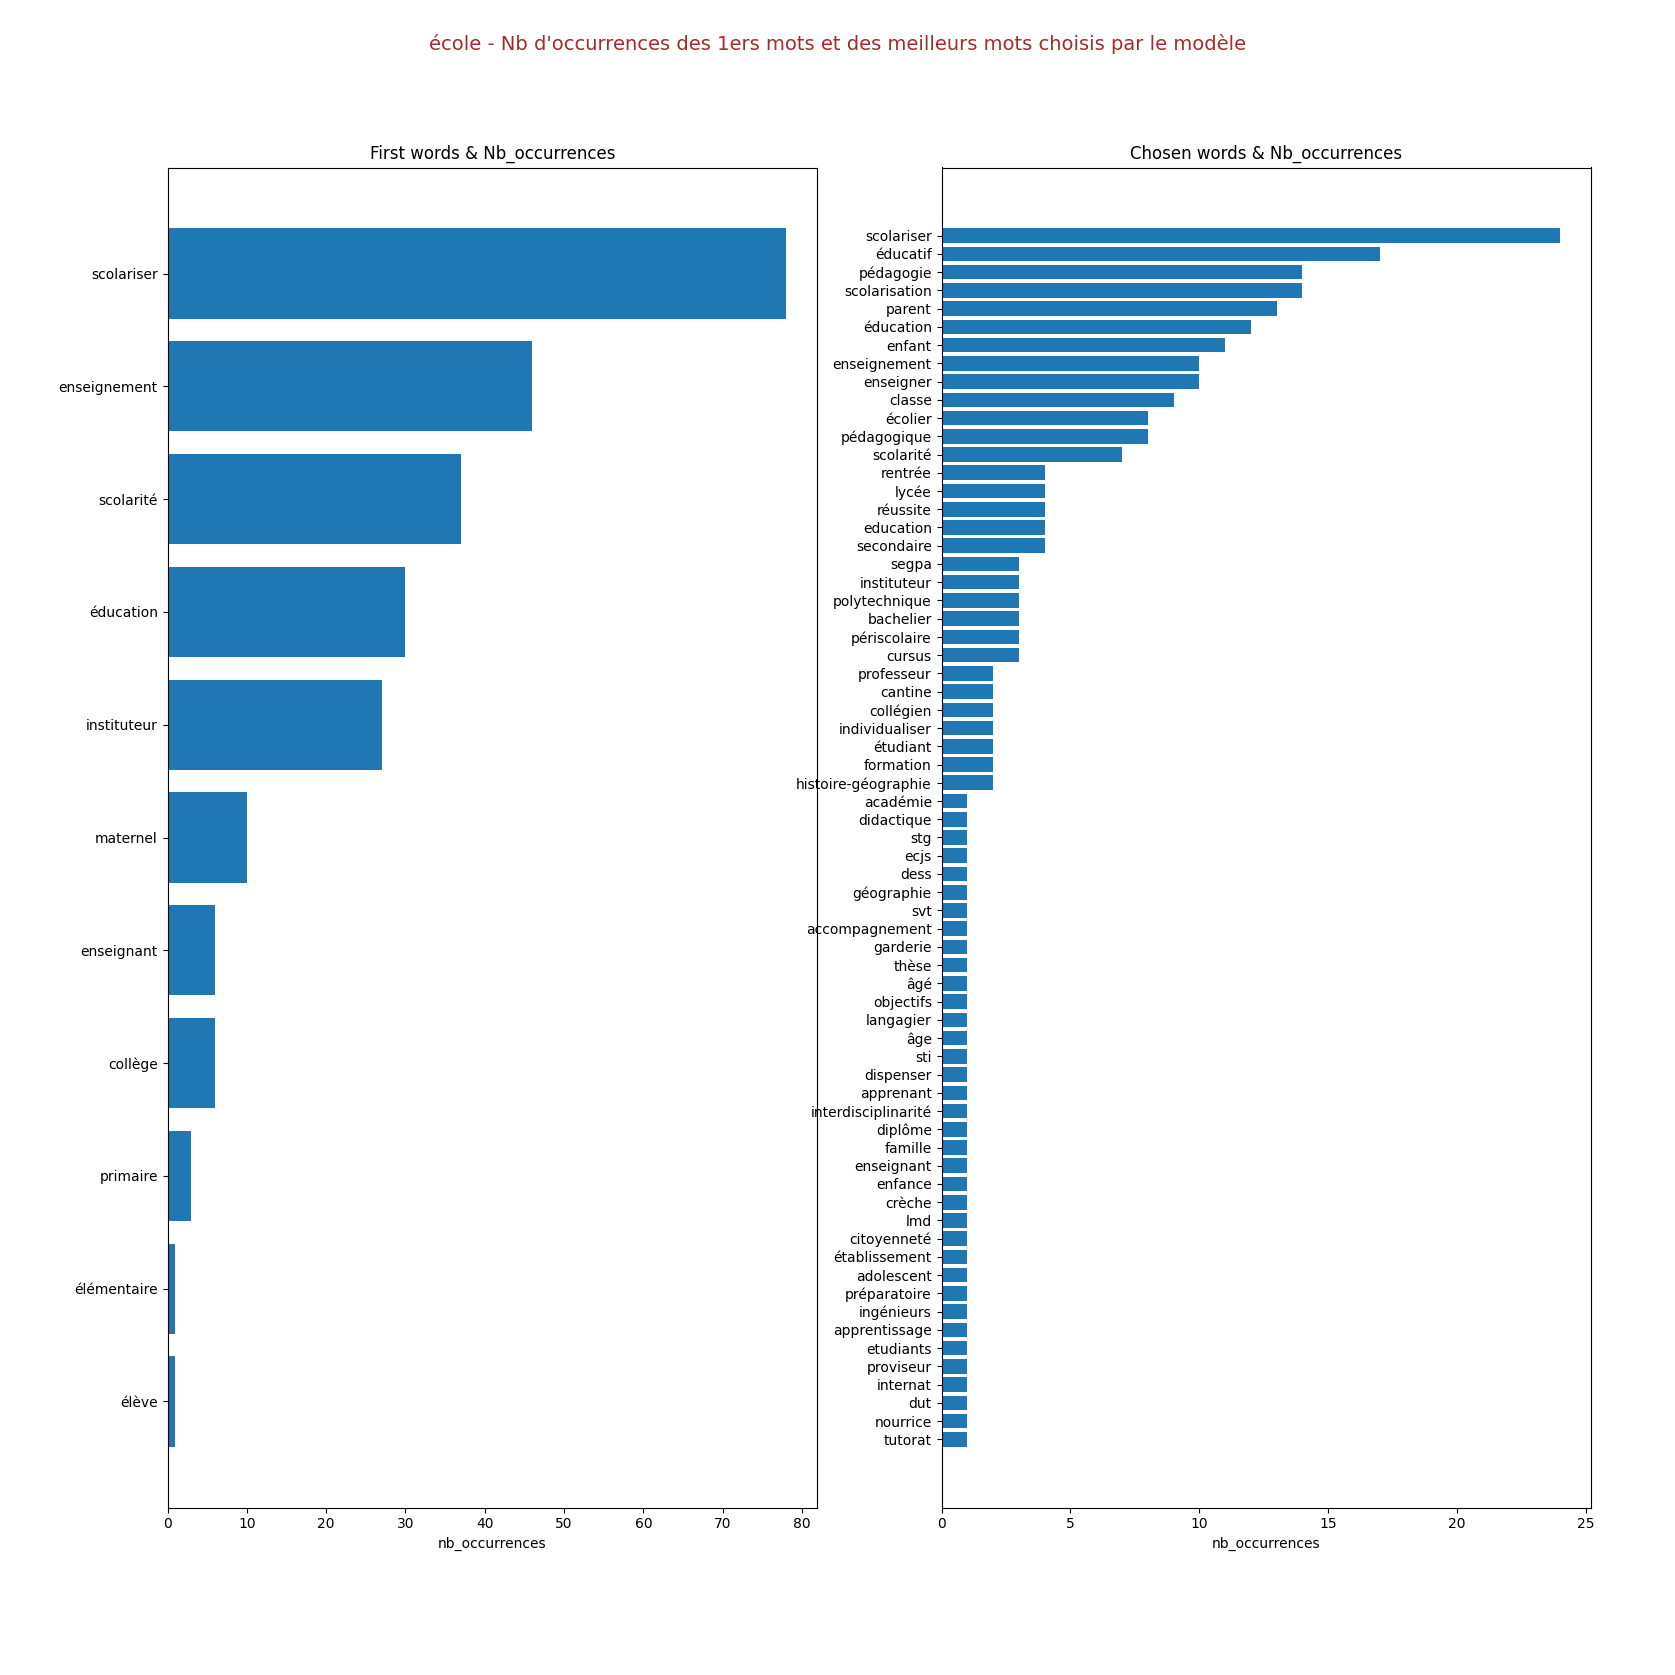 école - Nb d'occurrences des 1ers mots et des meilleurs mots choisis par le modèle
First words & Nb_occurrences
scolariser
enseignement
scolarité
éducation
instituteur
maternel
enseignant
collège
primaire
élémentaire
élève
0 10 20 30 40 50 60 70 80
nb_occurrences
Chosen words & Nb_occurrences
scolariser
éducatif
pédagogie
scolarisation
parent
éducation
enfant
enseignement
enseigner
classe
écolier
pédagogique
scolarité
rentrée
lycée
réussite
education
secondaire
segpa
instituteur
polytechnique
bachelier
périscolaire
cursus
professeur
cantine
collégien
individualiser
étudiant
formation
histoire-géographie
académie
didactique
stg
ecjs
dess
géographie
svt
accompagnement
garderie
thèse
âgé
objectifs
langagier
âge
sti
dispenser
apprenant
interdisciplinarité
diplôme
famille
enseignant
enfance
crèche
lmd
citoyenneté
établissement
adolescent
préparatoire
ingénieurs
apprentissage
etudiants
proviseur
internat
dut
nourrice
tutorat
0 5 10 15 20 25
nb_occurrences